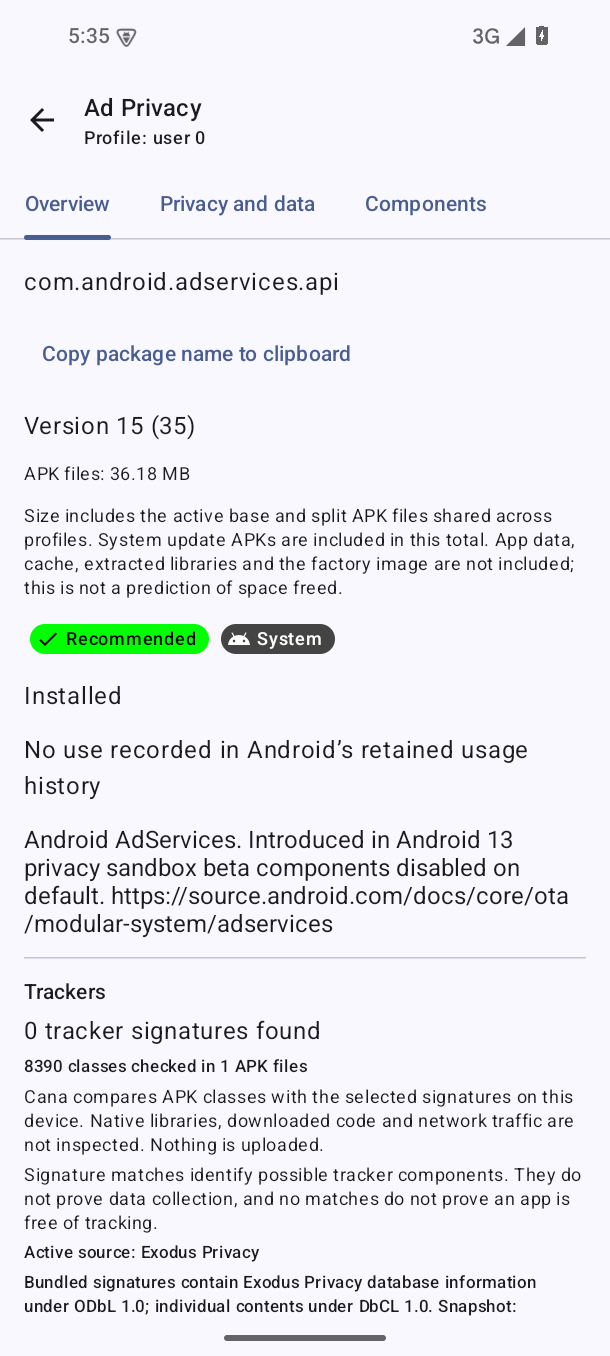 5:35
3G
Ad Privacy
Profile: user 0
Overview
Privacy and data
Components
com.android.adservices.api
Copy package name to clipboard
Version 15 (35)
APK files: 36.18 MB
Size includes the active base and split APK files shared across
profiles. System update APKs are included in this total. App data,
cache, extracted libraries and the factory image are not included;
this is not a prediction of space freed.
Recommended
System
Installed
No use recorded in Android’s retained usage
history
Android AdServices. Introduced in Android 13
privacy sandbox beta components disabled on
default. https://source.android.com/docs/core/ota
/modular-system/adservices
Trackers
0 tracker signatures found
8390 classes checked in 1 APK files
Cana compares APK classes with the selected signatures on this
device. Native libraries, downloaded code and network traffic are
not inspected. Nothing is uploaded.
Signature matches identify possible tracker components. They do
not prove data collection, and no matches do not prove an app is
free of tracking.
Active source: Exodus Privacy
Bundled signatures contain Exodus Privacy database information
under ODbL 1.0; individual contents under DbCL 1.0. Snapshot: